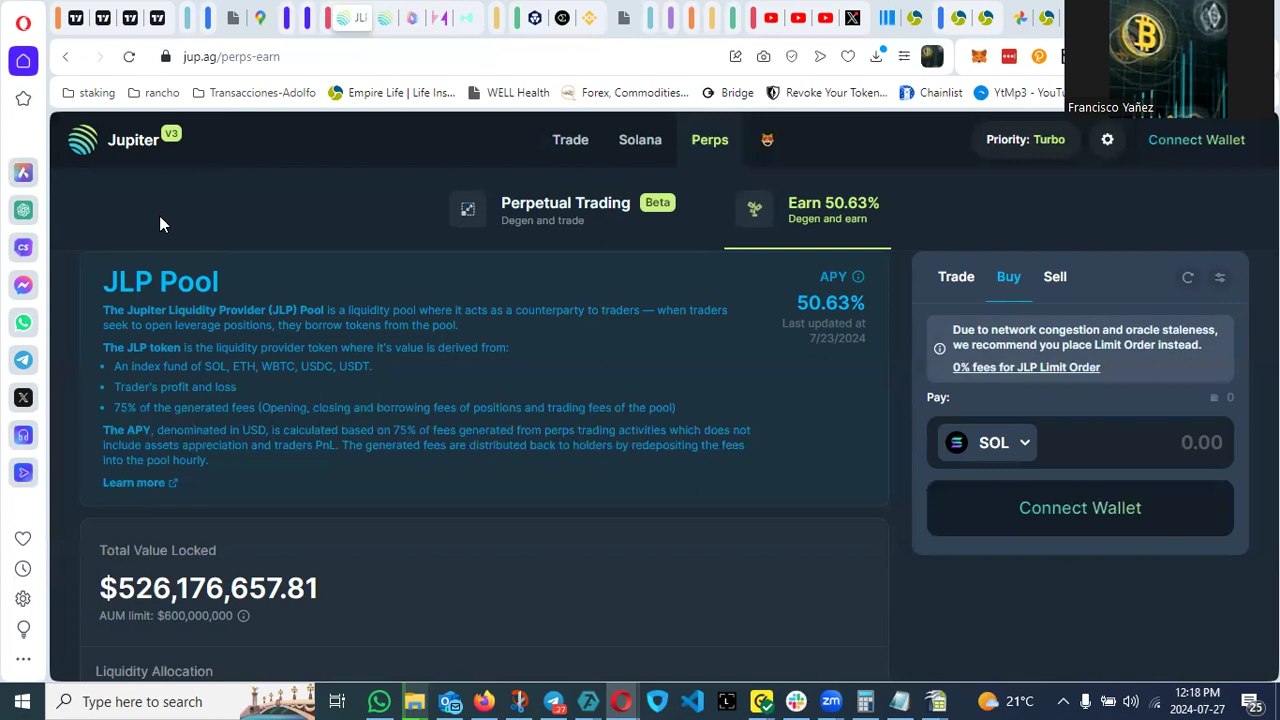 JLi
jup.ag/perps-earn
staking
rancho
Transacciones-Adolfo
Empire Life | Life Ins...
WELL Health
Forex, Commodities...
Bridge
Revoke Your Token...
Chainlist
YtMp3 - YouTu
Francisco Yañez
Jupiter V3
Trade
Solana
Perps
Priority: Turbo
Connect Wallet
Perpetual Trading Beta
Degen and trade
Earn 50.63%
Degen and earn
JLP Pool
The Jupiter Liquidity Provider (JLP) Pool is a liquidity pool where it acts as a counterparty to traders — when traders
seek to open leverage positions, they borrow tokens from the pool.
The JLP token is the liquidity provider token where it's value is derived from:
• An index fund of SOL, ETH, WBTC, USDC, USDT.
• Trader's profit and loss
• 75% of the generated fees (Opening, closing and borrowing fees of positions and trading fees of the pool)
The APY, denominated in USD, is calculated based on 75% of fees generated from perps trading activities which does not
include assets appreciation and traders PnL. The generated fees are distributed back to holders by redepositing the fees
into the pool hourly.
Learn more
APY
50.63%
Last updated at
7/23/2024
Total Value Locked
$526,176,657.81
AUM limit: $600,000,000
Liquidity Allocation
Trade
Buy
Sell
Due to network congestion and oracle staleness,
we recommend you place Limit Order instead.
0% fees for JLP Limit Order
Pay:
0
SOL
0.00
Connect Wallet
Type here to search
27
zm
21°C
12:18 PM
2024-07-27
25